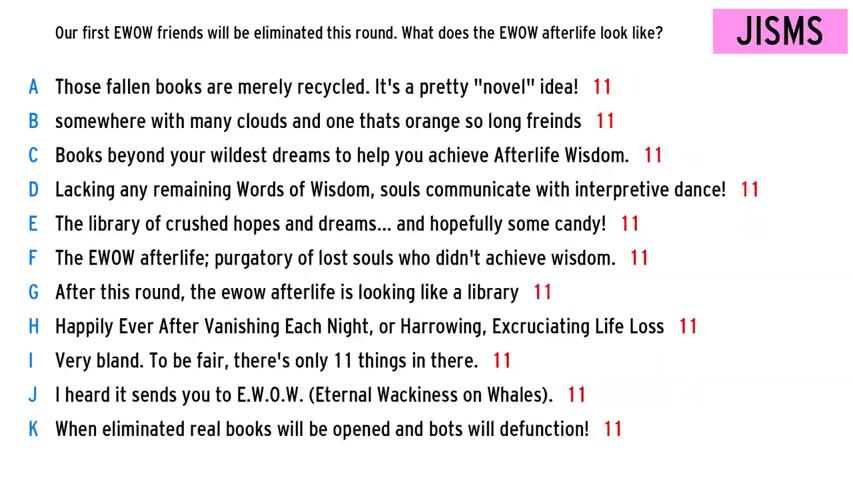 Our first EWOW friends will be eliminated this round. What does the EWOW afterlife look like?
JISMS
A Those fallen books are merely recycled. It's a pretty "novel" idea! 11
B somewhere with many clouds and one thats orange so long freinds 11
C Books beyond your wildest dreams to help you achieve Afterlife Wisdom. 11
D Lacking any remaining Words of Wisdom, souls communicate with interpretive dance! 11
E The library of crushed hopes and dreams... and hopefully some candy! 11
F The EWOW afterlife; purgatory of lost souls who didn't achieve wisdom. 11
G After this round, the ewow afterlife is looking like a library 11
H Happily Ever After Vanishing Each Night, or Harrowing, Excruciating Life Loss 11
I Very bland. To be fair, there's only 11 things in there. 11
J I heard it sends you to E.W.O.W. (Eternal Wackiness on Whales). 11
K When eliminated real books will be opened and bots will defunction! 11